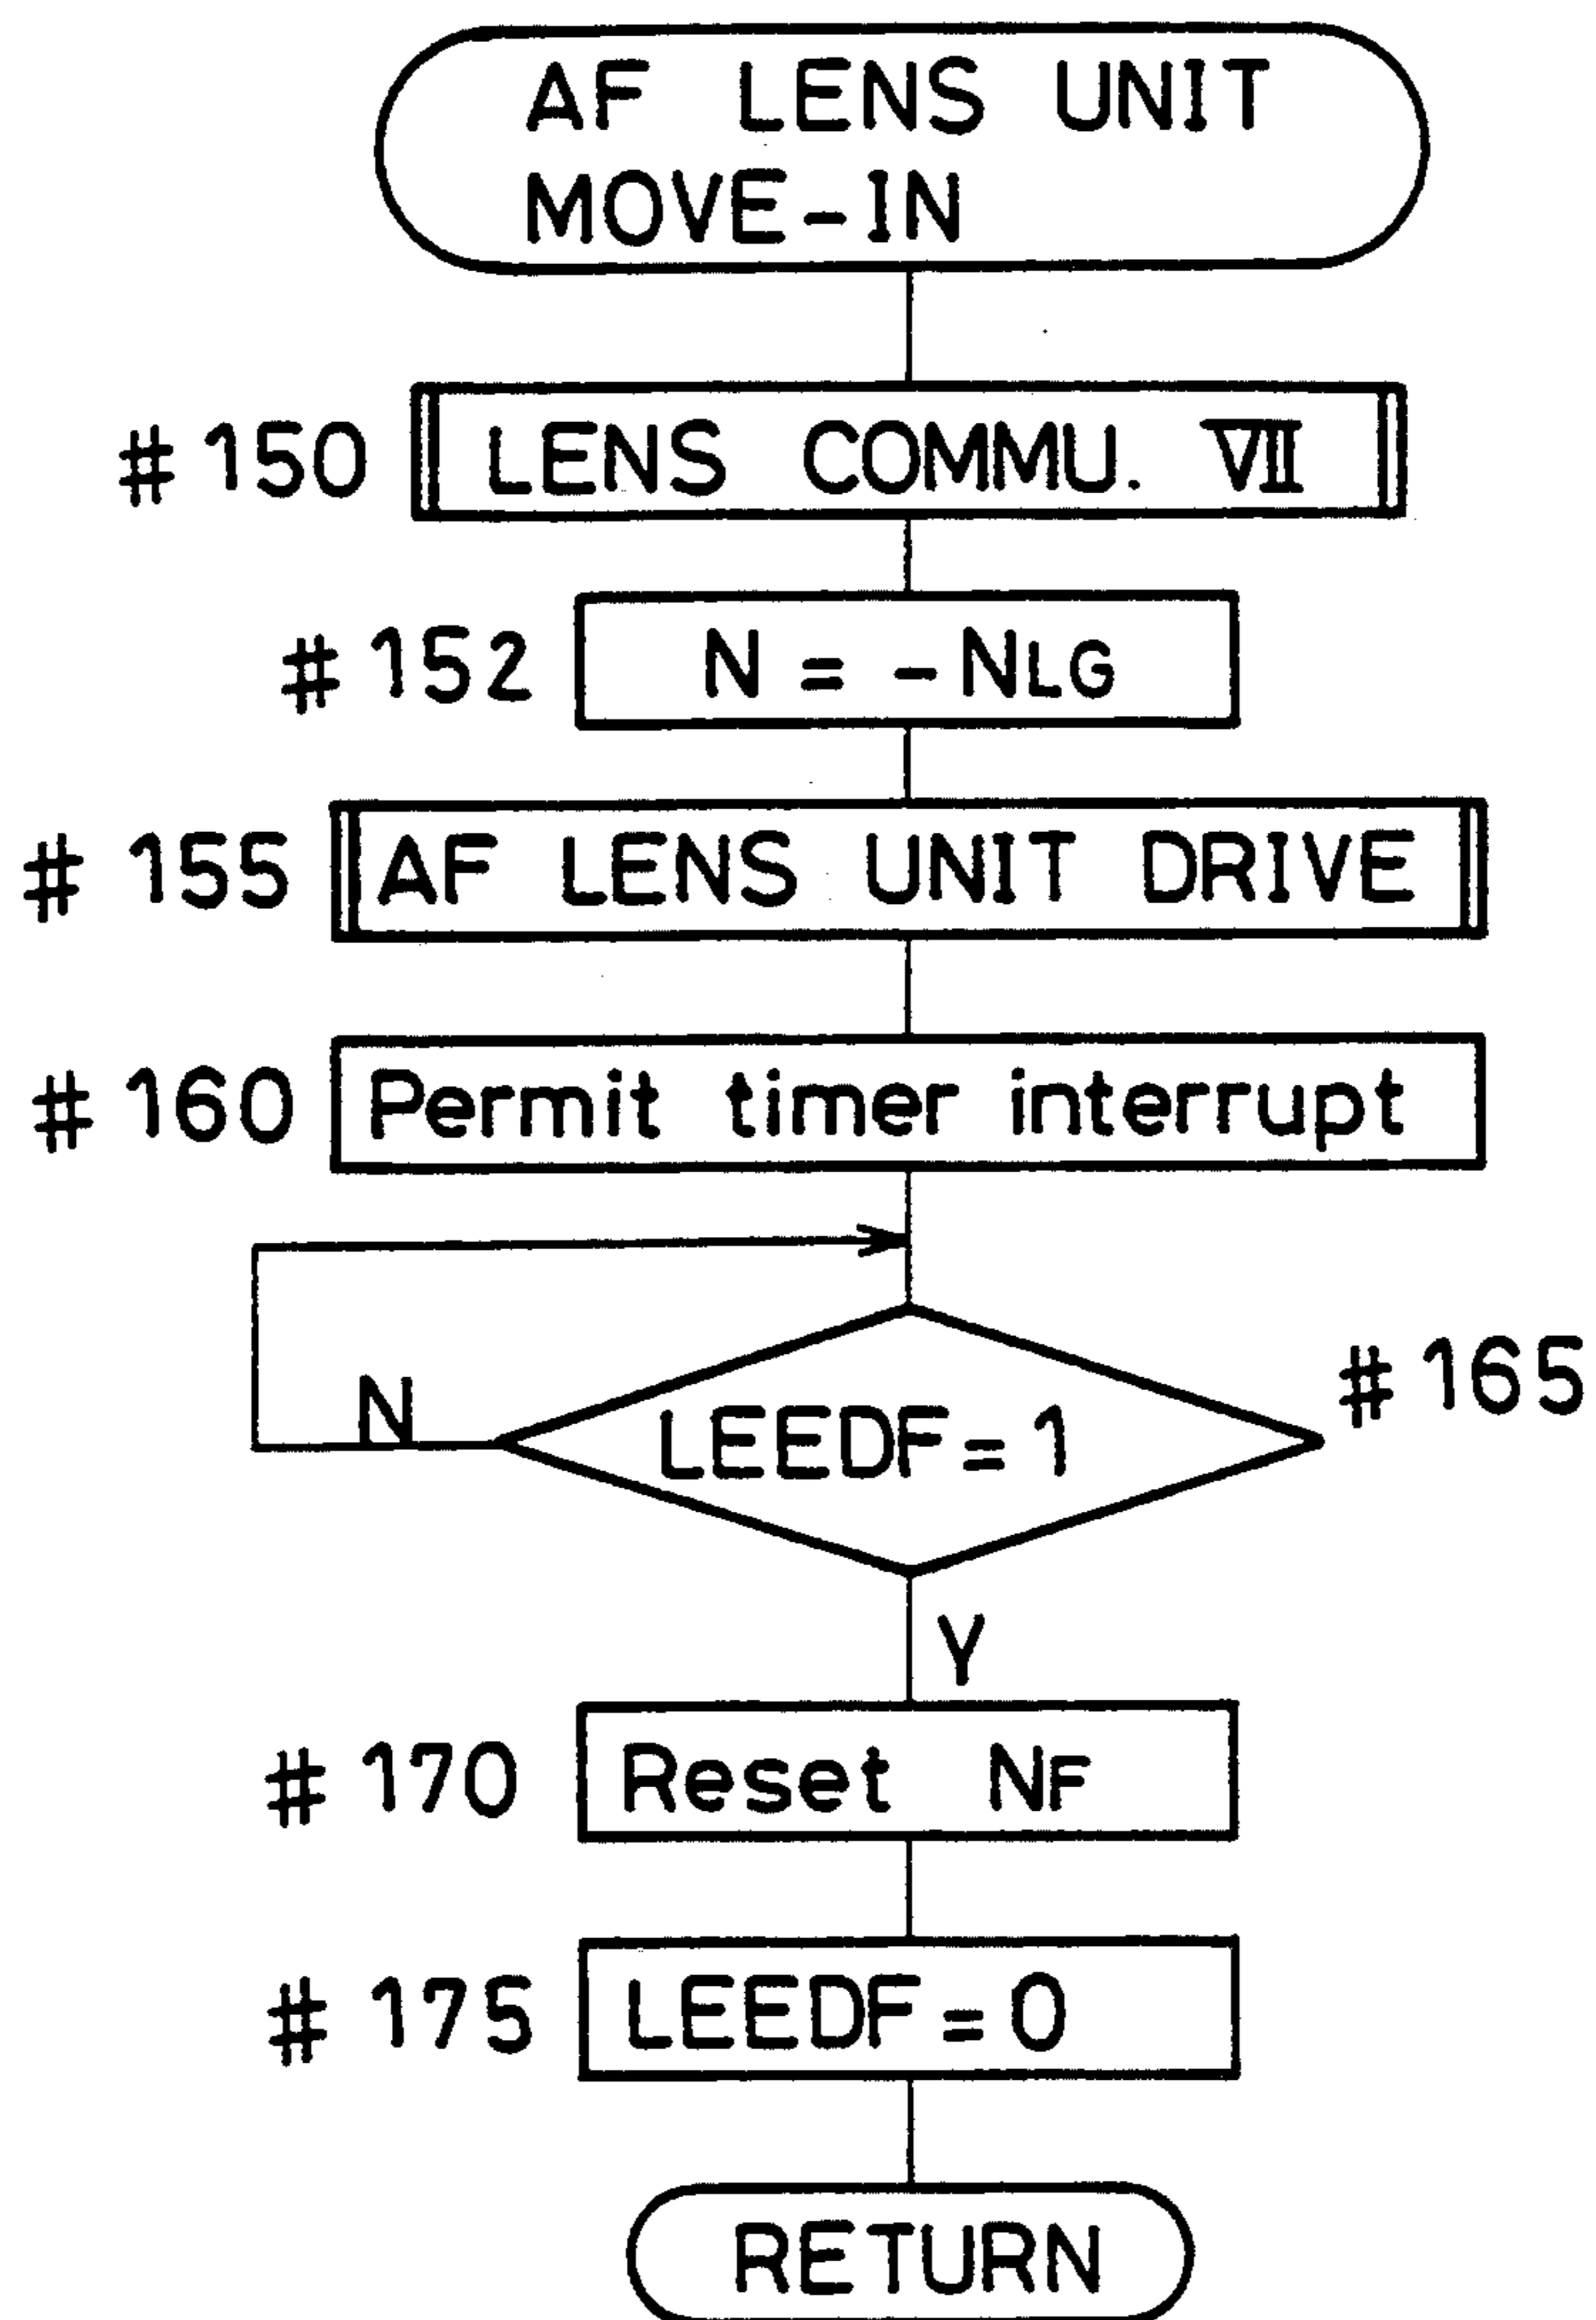 AF LENS UNIT
MOVE-IN
#150 LENS COMMU. VII
#152 N = -NLG
#155 AF LENS UNIT DRIVE
#160 Permit timer interrupt
N
LEEDF=1 #165
Y
#170 Reset NF
#175 LEEDF=0
RETURN